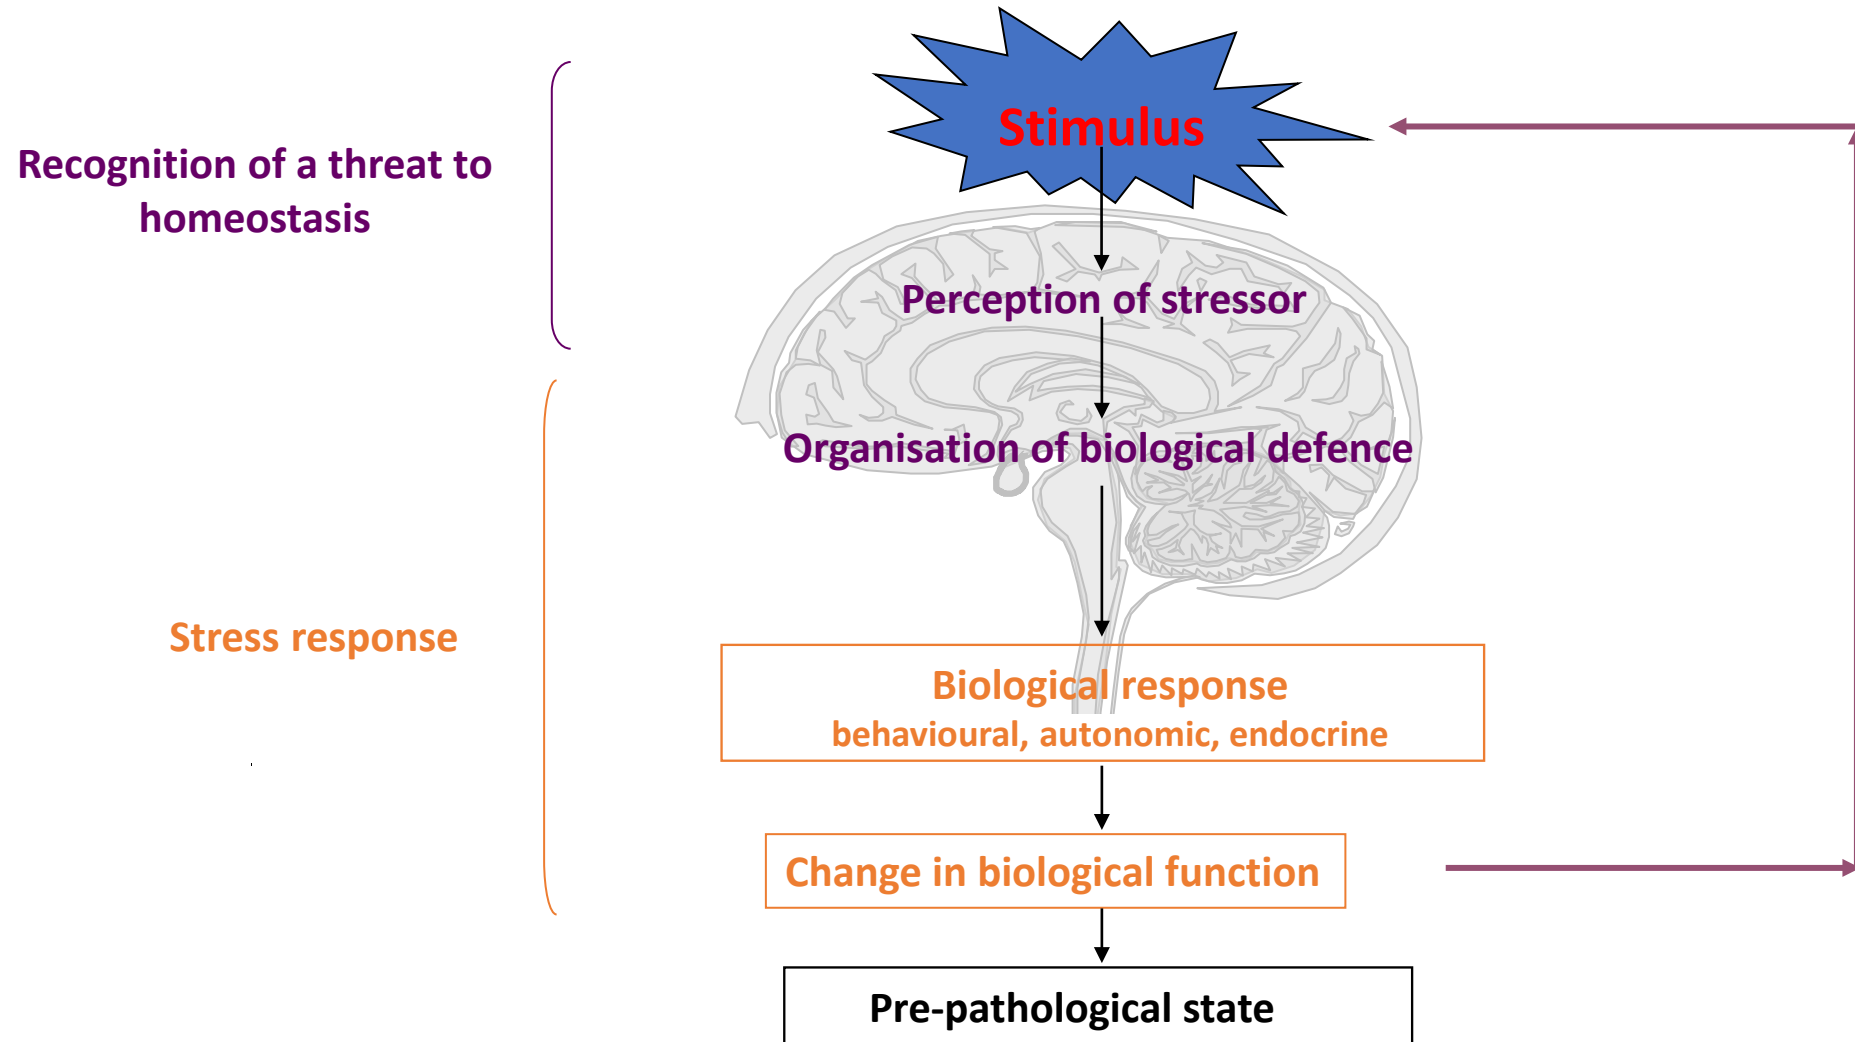 Stimulus
Recognition of a threat to
homeostasis
Perception of stressor
Organisation of biological defence
Stress response
Biological response
behavioural, autonomic, endocrine
Change in biological function
Pre-pathological state